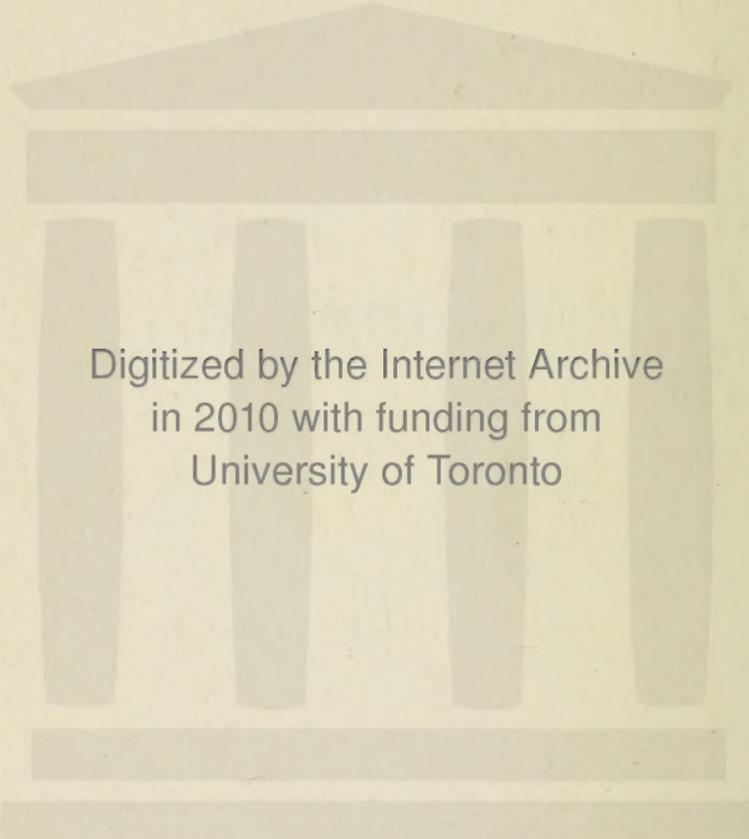 Digitized by the Internet Archive
in 2010 with funding from
University of Toronto